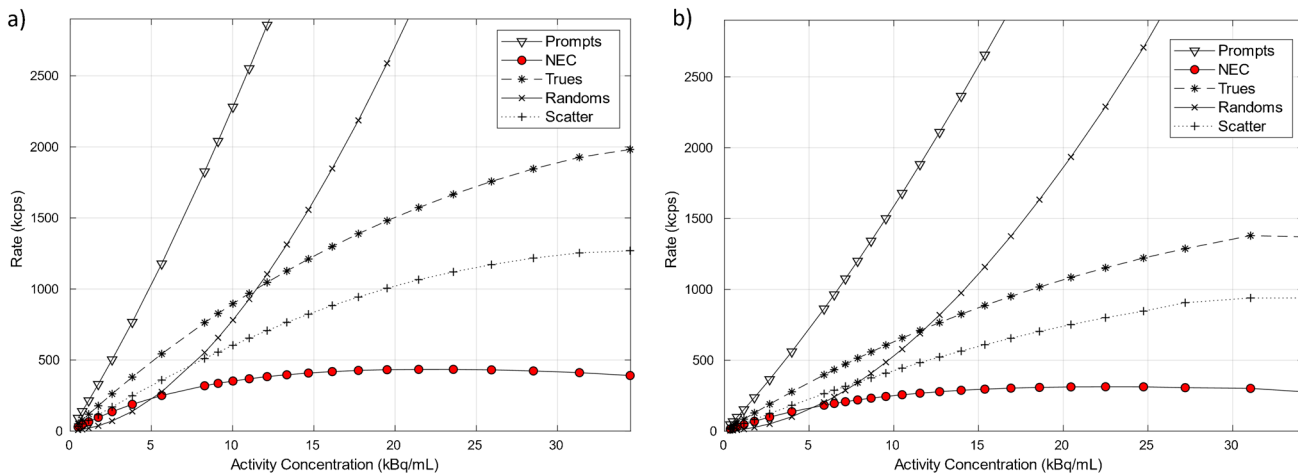 a)
Prompts
NEC
Trues
Randoms
Scatter
2500
2000
1500
1000
500
0
Rate (kcps)
0 5 10 15 20 25 30
Activity Concentration (kBq/mL)
b)
Prompts
NEC
Trues
Randoms
Scatter
2500
2000
1500
1000
500
0
Rate (kcps)
0 5 10 15 20 25 30
Activity Concentration (kBq/mL)